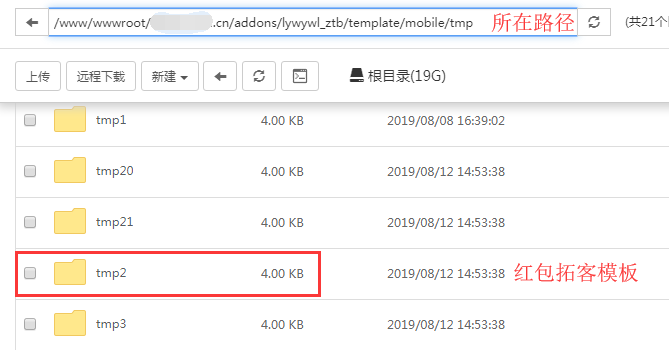 /www/wwwroot/ .cn/addons/lywywl_ztb/template/mobile/tmp 所在路径 (共21个
上传 远程下载 新建 根目录(19G)
tmp1 4.00 KB 2019/08/08 16:39:02
tmp20 4.00 KB 2019/08/12 14:53:38
tmp21 4.00 KB 2019/08/12 14:53:38
tmp2 4.00 KB 2019/08/12 14:53:38 红包拓客模板
tmp3 4.00 KB 2019/08/12 14:53:38